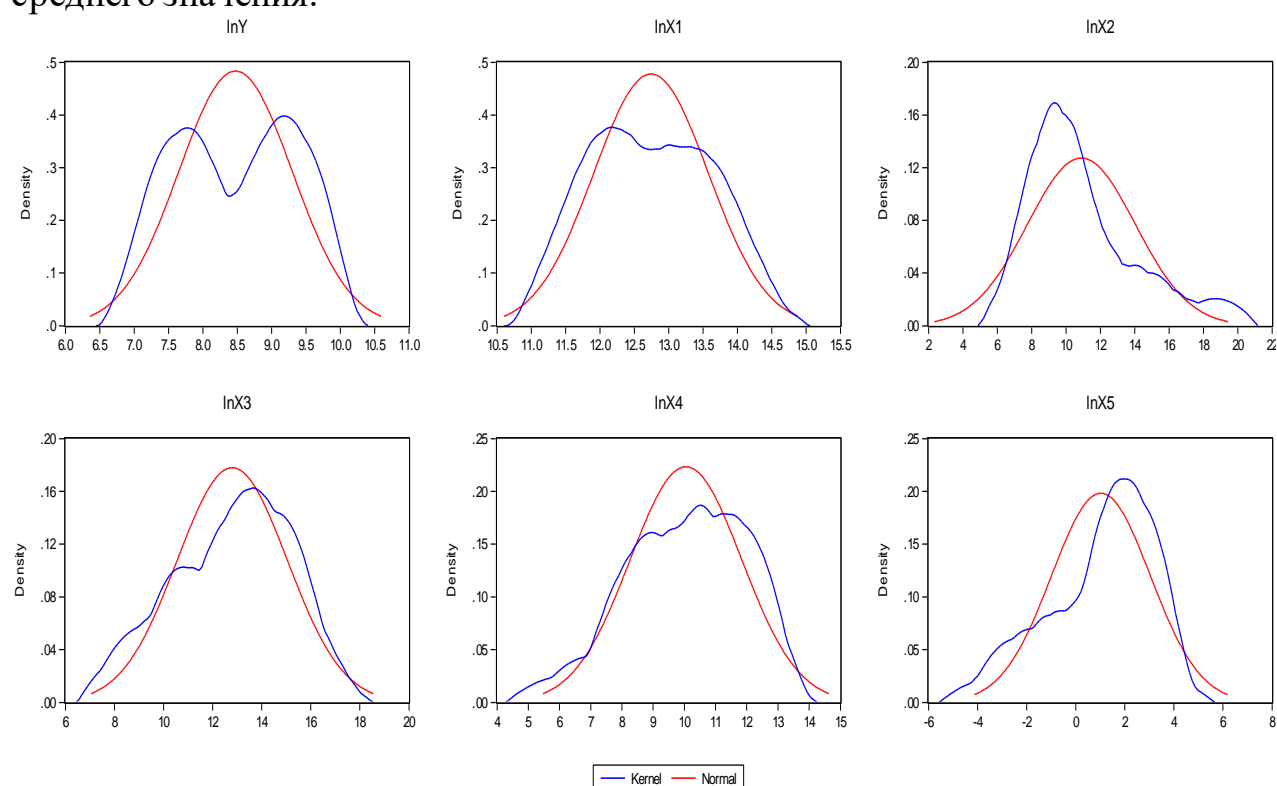 среднего значения.
lnY
lnX1
lnX2
Density
.5
.4
.3
.2
.1
.0
6.0 6.5 7.0 7.5 8.0 8.5 9.0 9.5 10.0 10.5 11.0
Density
.5
.4
.3
.2
.1
.0
10.5 11.0 11.5 12.0 12.5 13.0 13.5 14.0 14.5 15.0 15.5
Density
.20
.16
.12
.08
.04
.00
2 4 6 8 10 12 14 16 18 20 22
lnX3
lnX4
lnX5
Density
.20
.16
.12
.08
.04
.00
6 8 10 12 14 16 18 20
Density
.25
.20
.15
.10
.05
.00
4 5 6 7 8 9 10 11 12 13 14 15
Density
.25
.20
.15
.10
.05
.00
-6 -4 -2 0 2 4 6 8
Kernel Normal